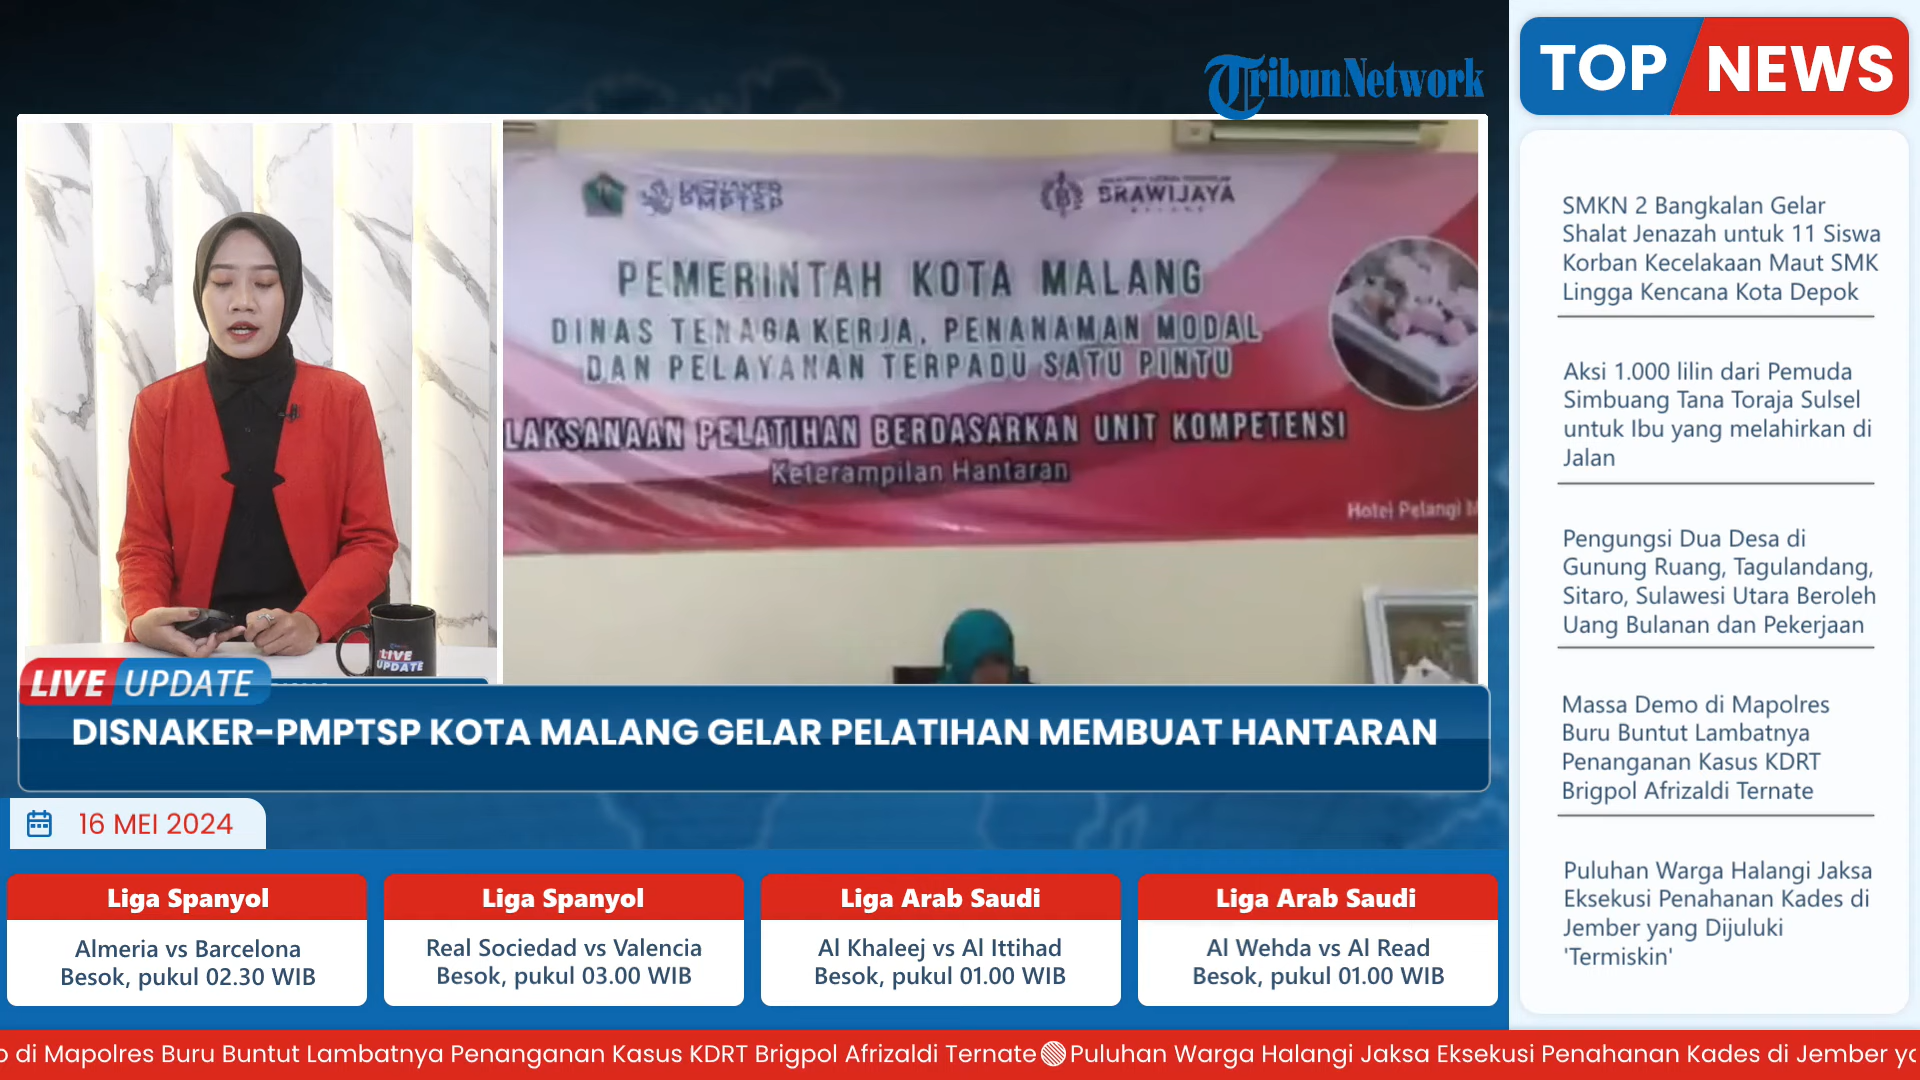 TribunNetwork
TOP NEWS
DISNAKER
PMPTSP
BRAWIJAYA
PEMERINTAH KOTA MALANG
DINAS TENAGA KERJA, PENANAMAN MODAL
DAN PELAYANAN TERPADU SATU PINTU
LAKSANAAN PELATIHAN BERDASARKAN UNIT KOMPETENSI
Keterampilan Hantaran
Hotel Pelangi M
LIVE
UPDATE
LIVE UPDATE
DISNAKER-PMPTSP KOTA MALANG GELAR PELATIHAN MEMBUAT HANTARAN
16 MEI 2024
Liga Spanyol
Almeria vs Barcelona
Besok, pukul 02.30 WIB
Liga Spanyol
Real Sociedad vs Valencia
Besok, pukul 03.00 WIB
Liga Arab Saudi
Al Khaleej vs Al Ittihad
Besok, pukul 01.00 WIB
Liga Arab Saudi
Al Wehda vs Al Read
Besok, pukul 01.00 WIB
SMKN 2 Bangkalan Gelar
Shalat Jenazah untuk 11 Siswa
Korban Kecelakaan Maut SMK
Lingga Kencana Kota Depok
Aksi 1.000 lilin dari Pemuda
Simbuang Tana Toraja Sulsel
untuk Ibu yang melahirkan di
Jalan
Pengungsi Dua Desa di
Gunung Ruang, Tagulandang,
Sitaro, Sulawesi Utara Beroleh
Uang Bulanan dan Pekerjaan
Massa Demo di Mapolres
Buru Buntut Lambatnya
Penanganan Kasus KDRT
Brigpol Afrizaldi Ternate
Puluhan Warga Halangi Jaksa
Eksekusi Penahanan Kades di
Jember yang Dijuluki
'Termiskin'
o di Mapolres Buru Buntut Lambatnya Penanganan Kasus KDRT Brigpol Afrizaldi Ternate Puluhan Warga Halangi Jaksa Eksekusi Penahanan Kades di Jember ya